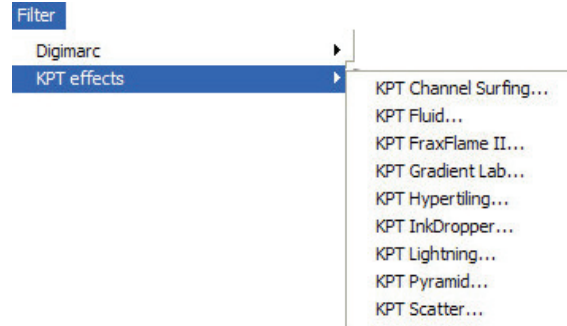 Filter
Digimarc
KPT effects
KPT Channel Surfing...
KPT Fluid...
KPT FraxFlame II...
KPT Gradient Lab...
KPT Hypertiling...
KPT InkDropper...
KPT Lightning...
KPT Pyramid...
KPT Scatter...